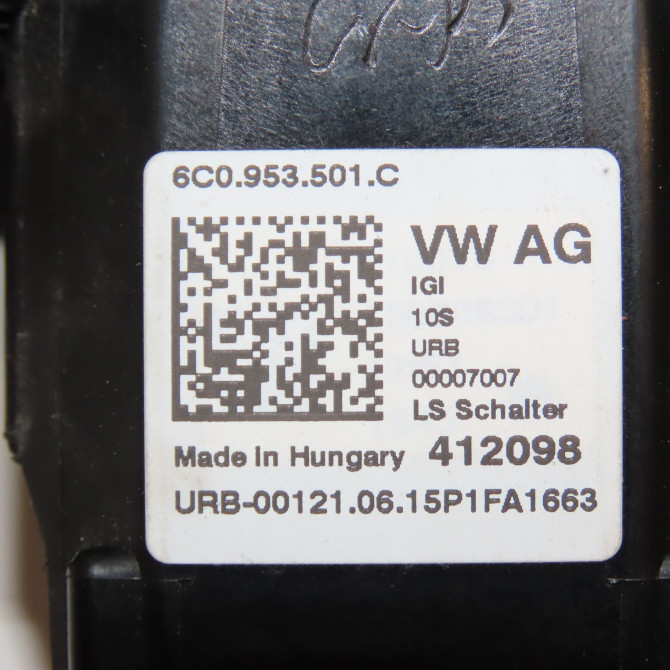 6C0.953.501.C
VW AG
IGI
10S
URB
00007007
LS Schalter
Made in Hungary 412098
URB-00121.06.15P1FA1663